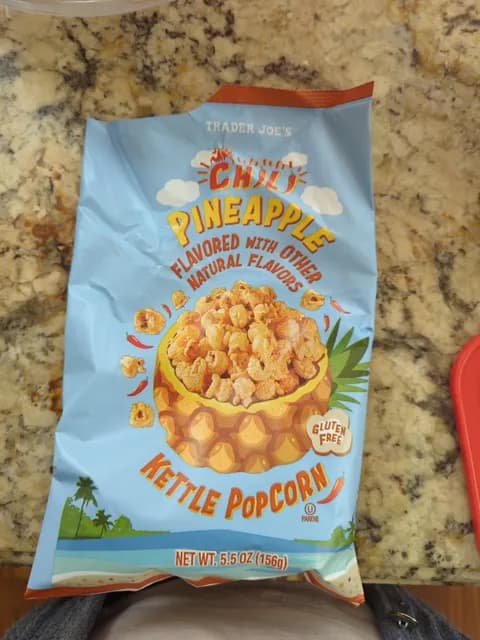 TRADER JOE'S
CHILI
PINEAPPLE
FLAVORED WITH OTHER
NATURAL FLAVORS
GLUTEN
FREE
KETTLE POPCORN
U
PAREVE
NET WT. 5.5 OZ (156g)